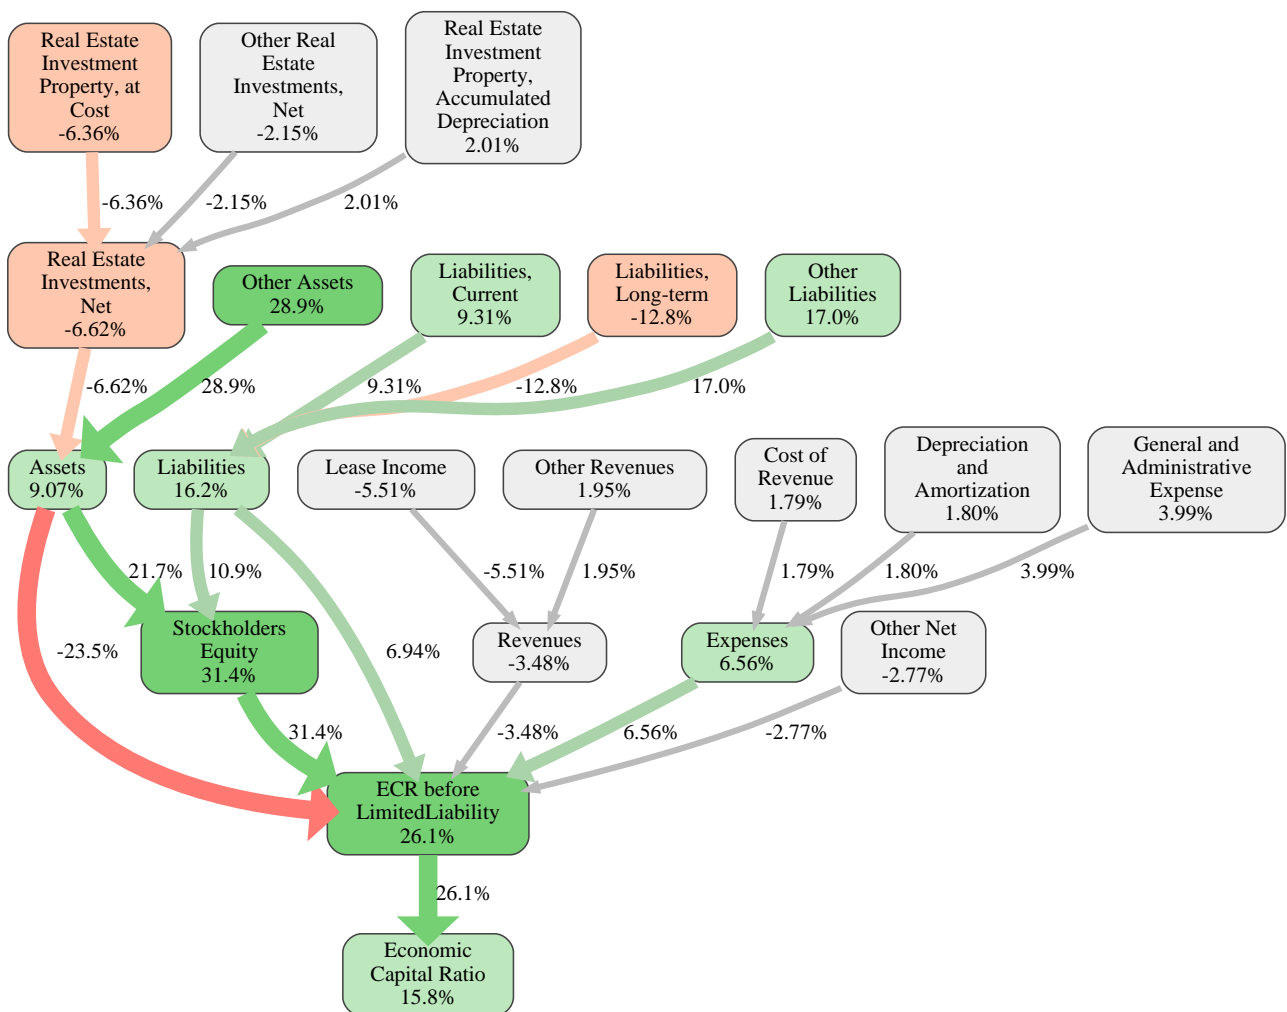 Real Estate
Investment
Property, at
Cost
-6.36%
Other Real
Estate
Investments,
Net
-2.15%
Real Estate
Investment
Property,
Accumulated
Depreciation
2.01%
-6.36%
-2.15%
2.01%
Real Estate
Investments,
Net
-6.62%
Other Assets
28.9%
Liabilities,
Current
9.31%
Liabilities,
Long-term
-12.8%
Other
Liabilities
17.0%
-6.62%
28.9%
9.31%
-12.8%
17.0%
Assets
9.07%
Liabilities
16.2%
Lease Income
-5.51%
Other Revenues
1.95%
Cost of
Revenue
1.79%
Depreciation
and
Amortization
1.80%
General and
Administrative
Expense
3.99%
21.7%
10.9%
-5.51%
1.95%
1.79%
1.80%
3.99%
Stockholders
Equity
31.4%
Revenues
-3.48%
Expenses
6.56%
Other Net
Income
-2.77%
-23.5%
6.94%
31.4%
-3.48%
6.56%
-2.77%
ECR before
LimitedLiability
26.1%
26.1%
Economic
Capital Ratio
15.8%